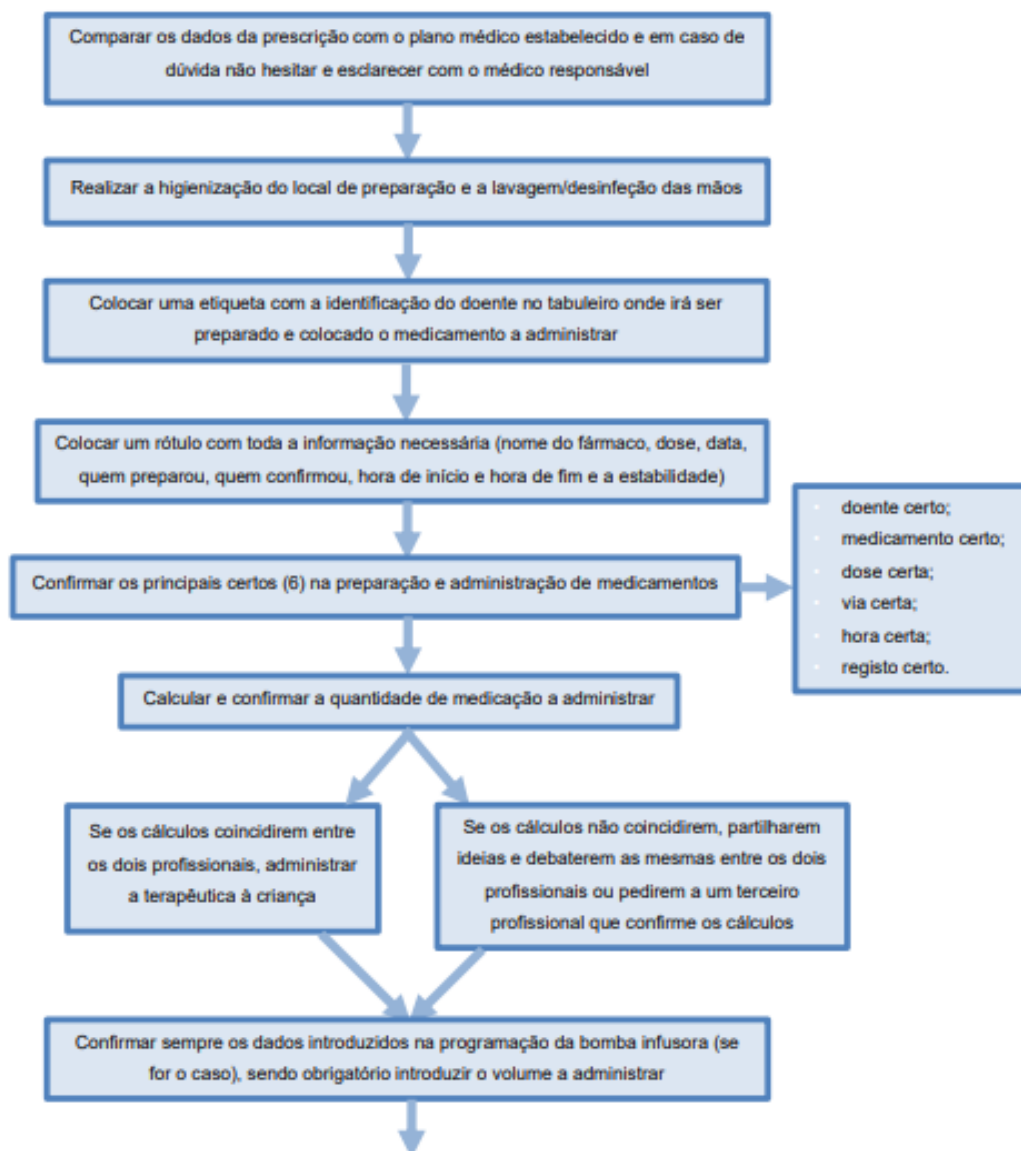 Comparar os dados da prescrição com o plano médico estabelecido e em caso de
dúvida não hesitar e esclarecer com o médico responsável
Realizar a higienização do local de preparação e a lavagem/desinfeção das mãos
Colocar uma etiqueta com a identificação do doente no tabuleiro onde irá ser
preparado e colocado o medicamento a administrar
Colocar um rótulo com toda a informação necessária (nome do fármaco, dose, data,
quem preparou, quem confirmou, hora de início e hora de fim e a estabilidade)
Confirmar os principais certos (6) na preparação e administração de medicamentos
doente certo;
medicamento certo;
dose certa;
via certa;
hora certa;
registo certo.
Calcular e confirmar a quantidade de medicação a administrar
Se os cálculos coincidirem entre
os dois profissionais, administrar
a terapêutica à criança
Se os cálculos não coincidirem, partilharem
ideias e debaterem as mesmas entre os dois
profissionais ou pedirem a um terceiro
profissional que confirme os cálculos
Confirmar sempre os dados introduzidos na programação da bomba infusora (se
for o caso), sendo obrigatório introduzir o volume a administrar